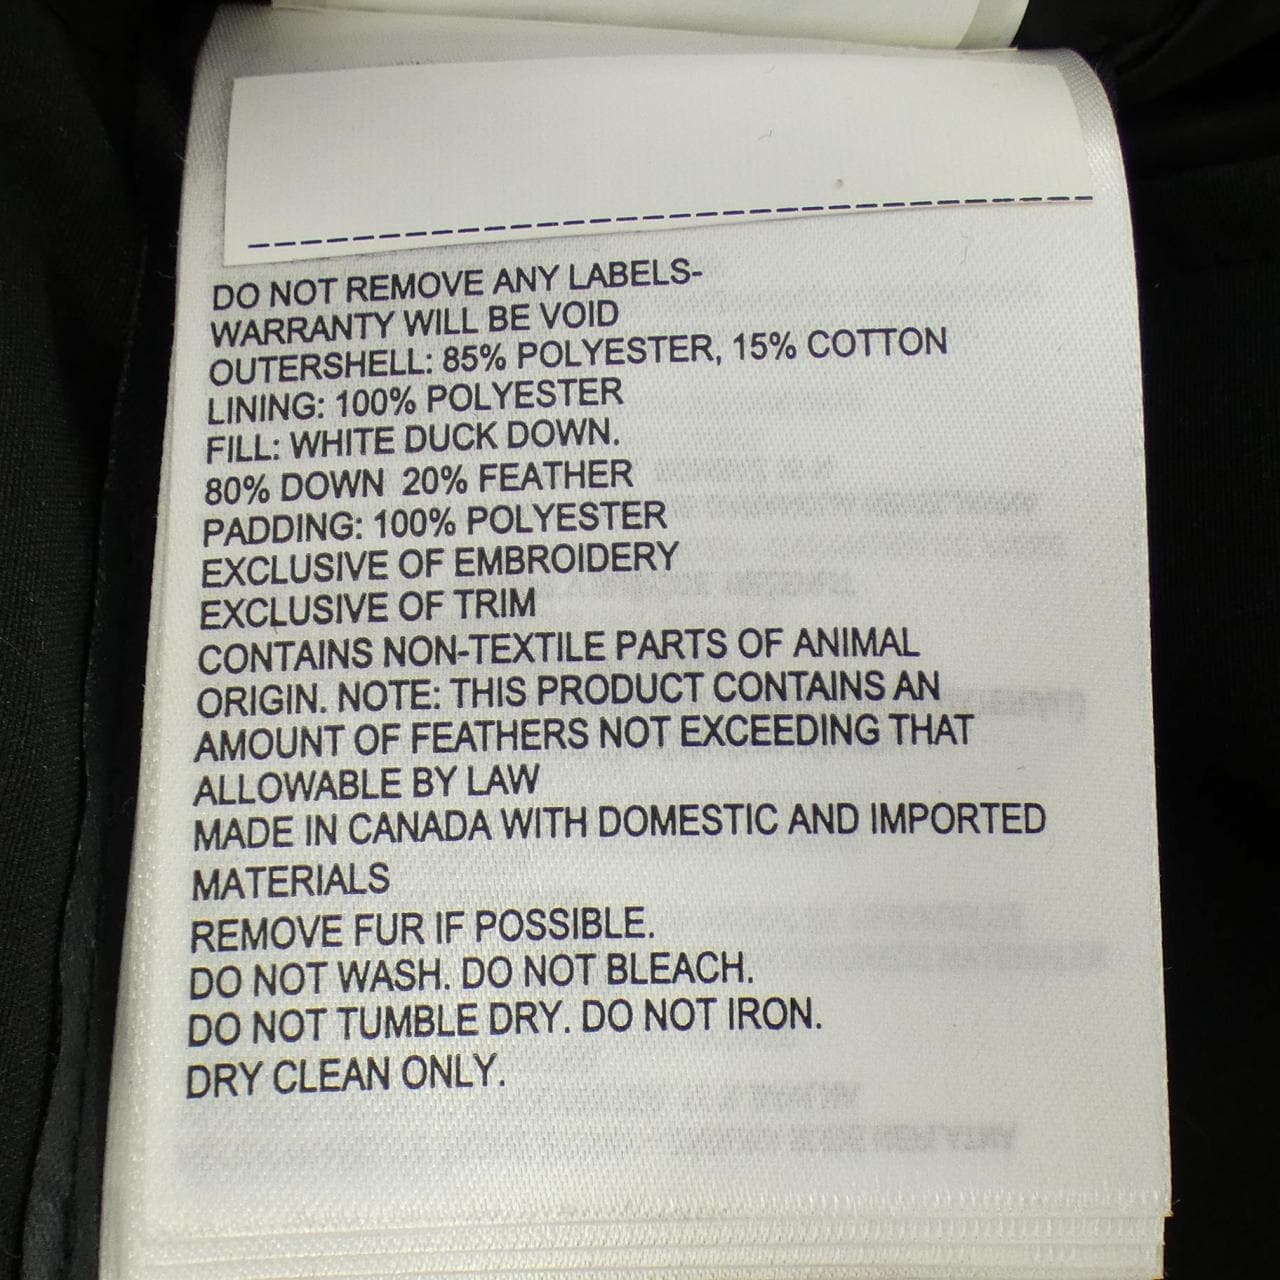 DO NOT REMOVE ANY LABELS-
WARRANTY WILL BE VOID
OUTERSHELL: 85% POLYESTER, 15% COTTON
LINING: 100% POLYESTER
FILL: WHITE DUCK DOWN.
80% DOWN 20% FEATHER
PADDING: 100% POLYESTER
EXCLUSIVE OF EMBROIDERY
EXCLUSIVE OF TRIM
CONTAINS NON-TEXTILE PARTS OF ANIMAL
ORIGIN. NOTE: THIS PRODUCT CONTAINS AN
AMOUNT OF FEATHERS NOT EXCEEDING THAT
ALLOWABLE BY LAW
MADE IN CANADA WITH DOMESTIC AND IMPORTED
MATERIALS
REMOVE FUR IF POSSIBLE.
DO NOT WASH. DO NOT BLEACH.
DO NOT TUMBLE DRY. DO NOT IRON.
DRY CLEAN ONLY.